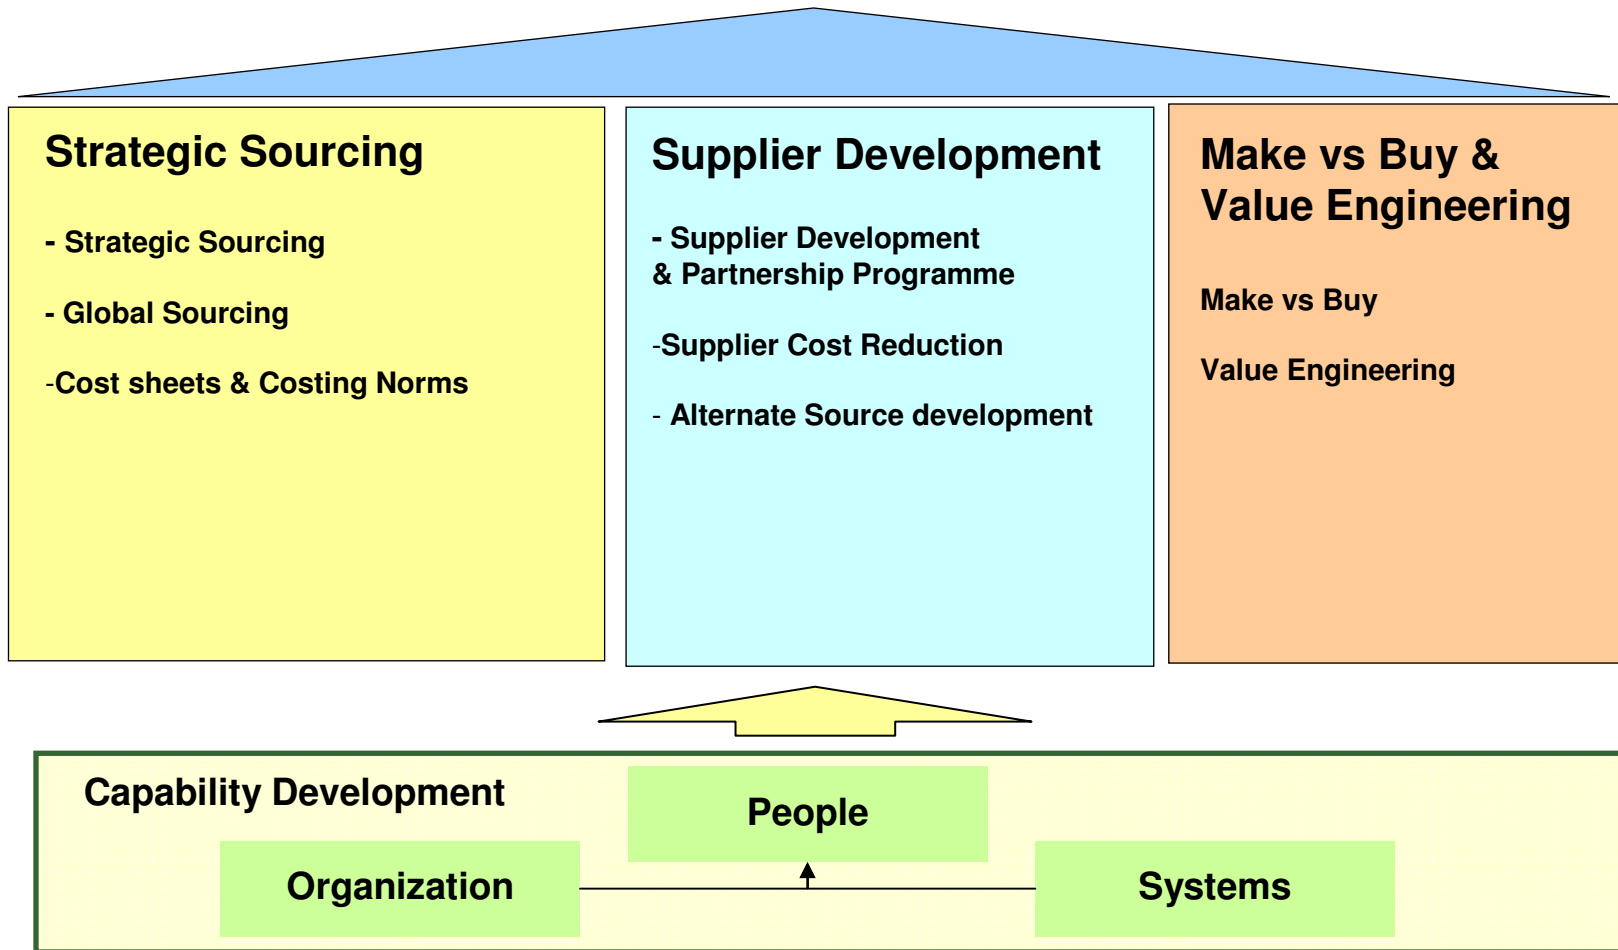 Strategic Sourcing
- Strategic Sourcing
- Global Sourcing
-Cost sheets & Costing Norms
Supplier Development
- Supplier Development
& Partnership Programme
-Supplier Cost Reduction
- Alternate Source development
Make vs Buy &
Value Engineering
Make vs Buy
Value Engineering
Capability Development
People
Organization
Systems